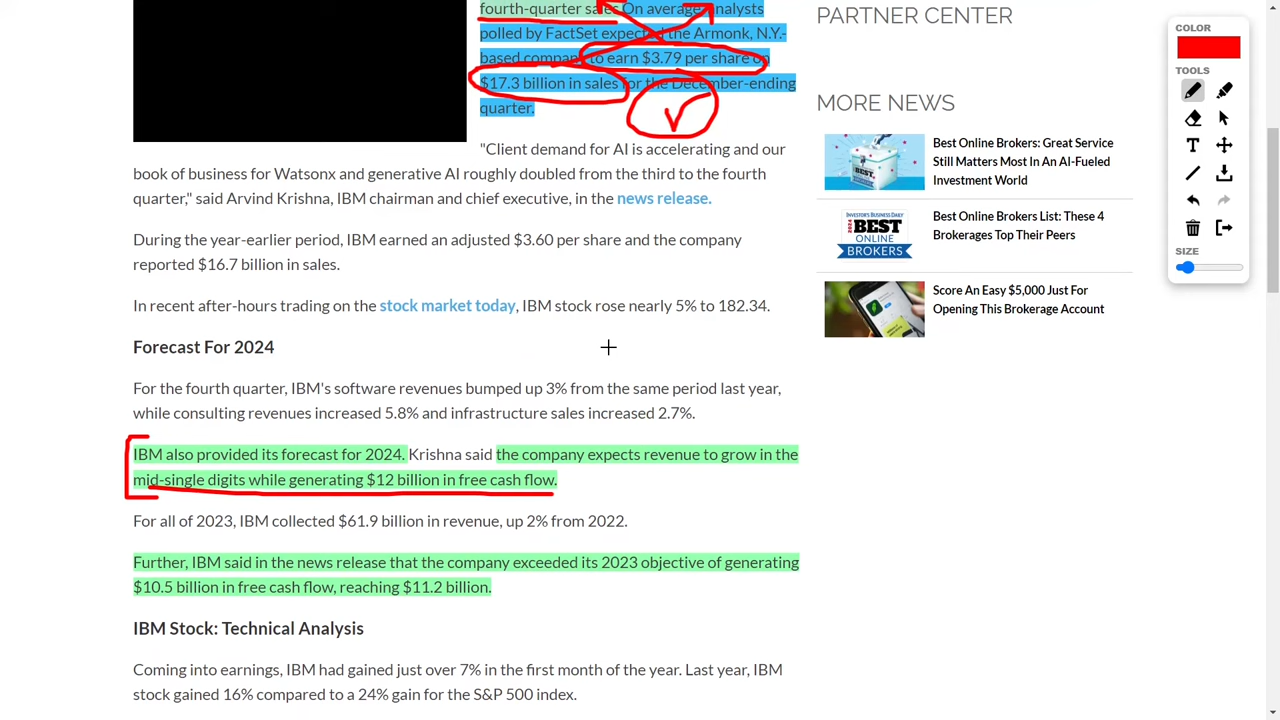 fourth-quarter sales On average, analysts
polled by FactSet expected the Armonk, N.Y.-
based company to earn $3.79 per share on
$17.3 billion in sales for the December-ending
quarter.
"Client demand for AI is accelerating and our
book of business for Watsonx and generative AI roughly doubled from the third to the fourth
quarter," said Arvind Krishna, IBM chairman and chief executive, in the news release.
During the year-earlier period, IBM earned an adjusted $3.60 per share and the company
reported $16.7 billion in sales.
In recent after-hours trading on the stock market today, IBM stock rose nearly 5% to 182.34.
Forecast For 2024
For the fourth quarter, IBM's software revenues bumped up 3% from the same period last year,
while consulting revenues increased 5.8% and infrastructure sales increased 2.7%.
IBM also provided its forecast for 2024. Krishna said the company expects revenue to grow in the
mid-single digits while generating $12 billion in free cash flow.
For all of 2023, IBM collected $61.9 billion in revenue, up 2% from 2022.
Further, IBM said in the news release that the company exceeded its 2023 objective of generating
$10.5 billion in free cash flow, reaching $11.2 billion.
IBM Stock: Technical Analysis
Coming into earnings, IBM had gained just over 7% in the first month of the year. Last year, IBM
stock gained 16% compared to a 24% gain for the S&P 500 index.
PARTNER CENTER
MORE NEWS
Best Online Brokers: Great Service
Still Matters Most In An AI-Fueled
Investment World
INVESTOR'S BUSINESS DAILY
BEST
ONLINE
BROKERS
Best Online Brokers List: These 4
Brokerages Top Their Peers
Score An Easy $5,000 Just For
Opening This Brokerage Account
COLOR
TOOLS
T
SIZE